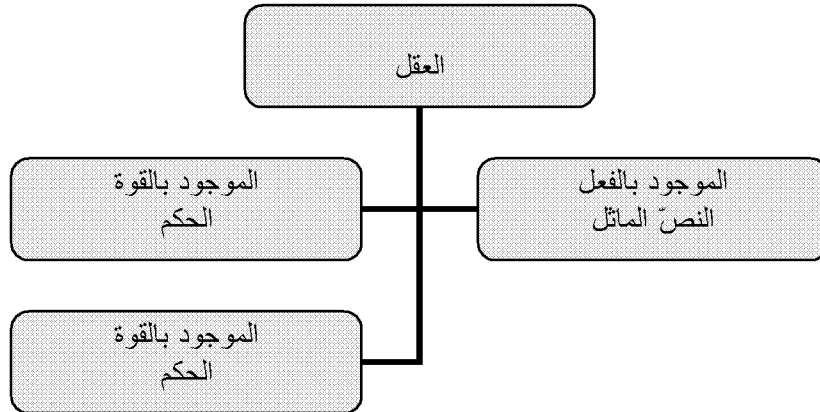 العقل
الموجود بالفعل
النصّ الماثل
الموجود بالقوة
الحكم
الموجود بالقوة
الحكم